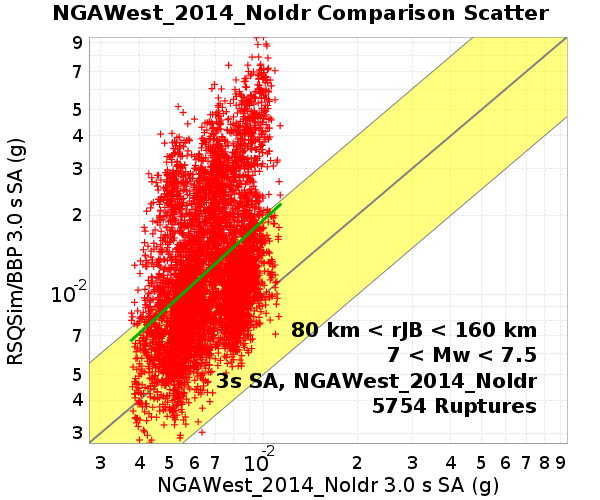 NGAWest_2014_NoIdr Comparison Scatter
9
7
5
4
3
2
10-2
7
5
4
3
RSQSim/BBP 3.0 s SA (g)
80 km < rJB < 160 km
7 < Mw < 7.5
3s SA, NGAWest_2014_NoIdr
5754 Ruptures
3 4 5 6 7 10-2 2 3 4 5 6 7 8 9
NGAWest_2014_NoIdr 3.0 s SA (g)